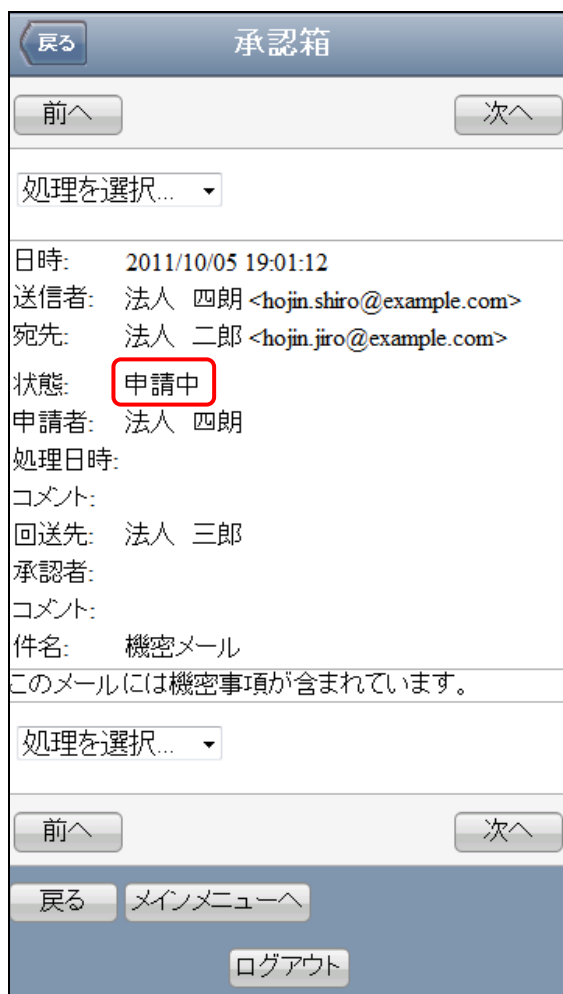 戻る 承認箱
前へ 次へ
処理を選択...
日時: 2011/10/05 19:01:12
送信者: 法人 四朗 <hojin.shiro@example.com>
宛先: 法人 二郎 <hojin.jiro@example.com>
状態: 申請中
申請者: 法人 四朗
処理日時:
コメント:
回送先: 法人 三郎
承認者:
コメント:
件名: 機密メール
このメールには機密事項が含まれています。
処理を選択...
前へ 次へ
戻る メインメニューへ
ログアウト